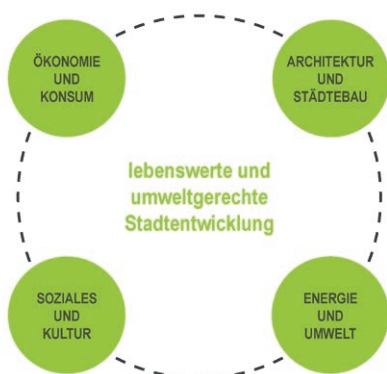 ÖKONOMIE
UND
KONSUM
ARCHITEKTUR
UND
STÄDTEBAU
lebenswerte und
umweltgerechte
Stadtentwicklung
SOZIALES
UND
KULTUR
ENERGIE
UND
UMWELT